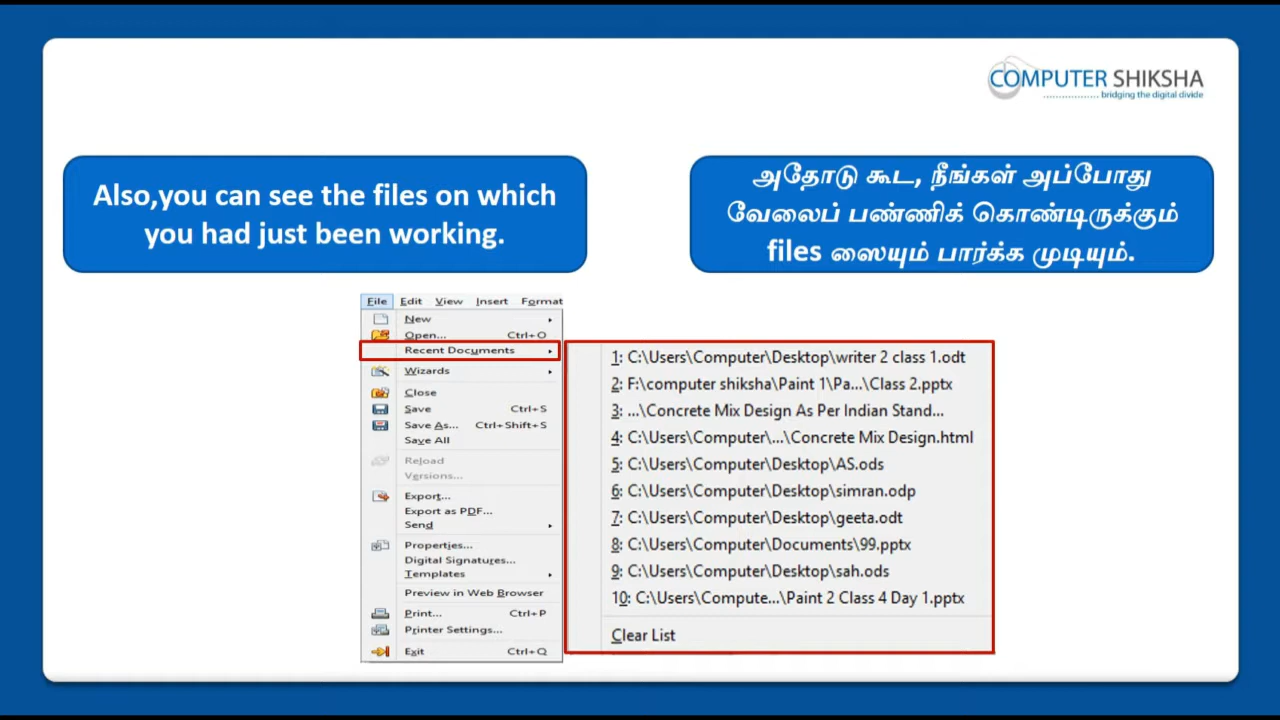 COMPUTER SHIKSHA
bridging the digital divide
Also,you can see the files on which
you had just been working.
அதோடு கூட, நீங்கள் அப்போது
வேலைப் பண்ணிக் கொண்டிருக்கும்
files ஸையும் பார்க்க முடியும்.
File Edit View Insert Format
New
Open... Ctrl+O
Recent Documents
Wizards
Close
Save Ctrl+S
Save As... Ctrl+Shift+S
Save All
Reload
Versions...
Export...
Export as PDF...
Send
Properties...
Digital Signatures...
Templates
Preview in Web Browser
Print... Ctrl+P
Printer Settings...
Exit Ctrl+Q
1: C:\Users\Computer\Desktop\writer 2 class 1.odt
2: F:\computer shiksha\Paint 1\Pa...\Class 2.pptx
3: ...\Concrete Mix Design As Per Indian Stand...
4: C:\Users\Computer\...\Concrete Mix Design.html
5: C:\Users\Computer\Desktop\AS.ods
6: C:\Users\Computer\Desktop\simran.odp
7: C:\Users\Computer\Desktop\geeta.odt
8: C:\Users\Computer\Documents\99.pptx
9: C:\Users\Computer\Desktop\sah.ods
10: C:\Users\Compute...\Paint 2 Class 4 Day 1.pptx
Clear List